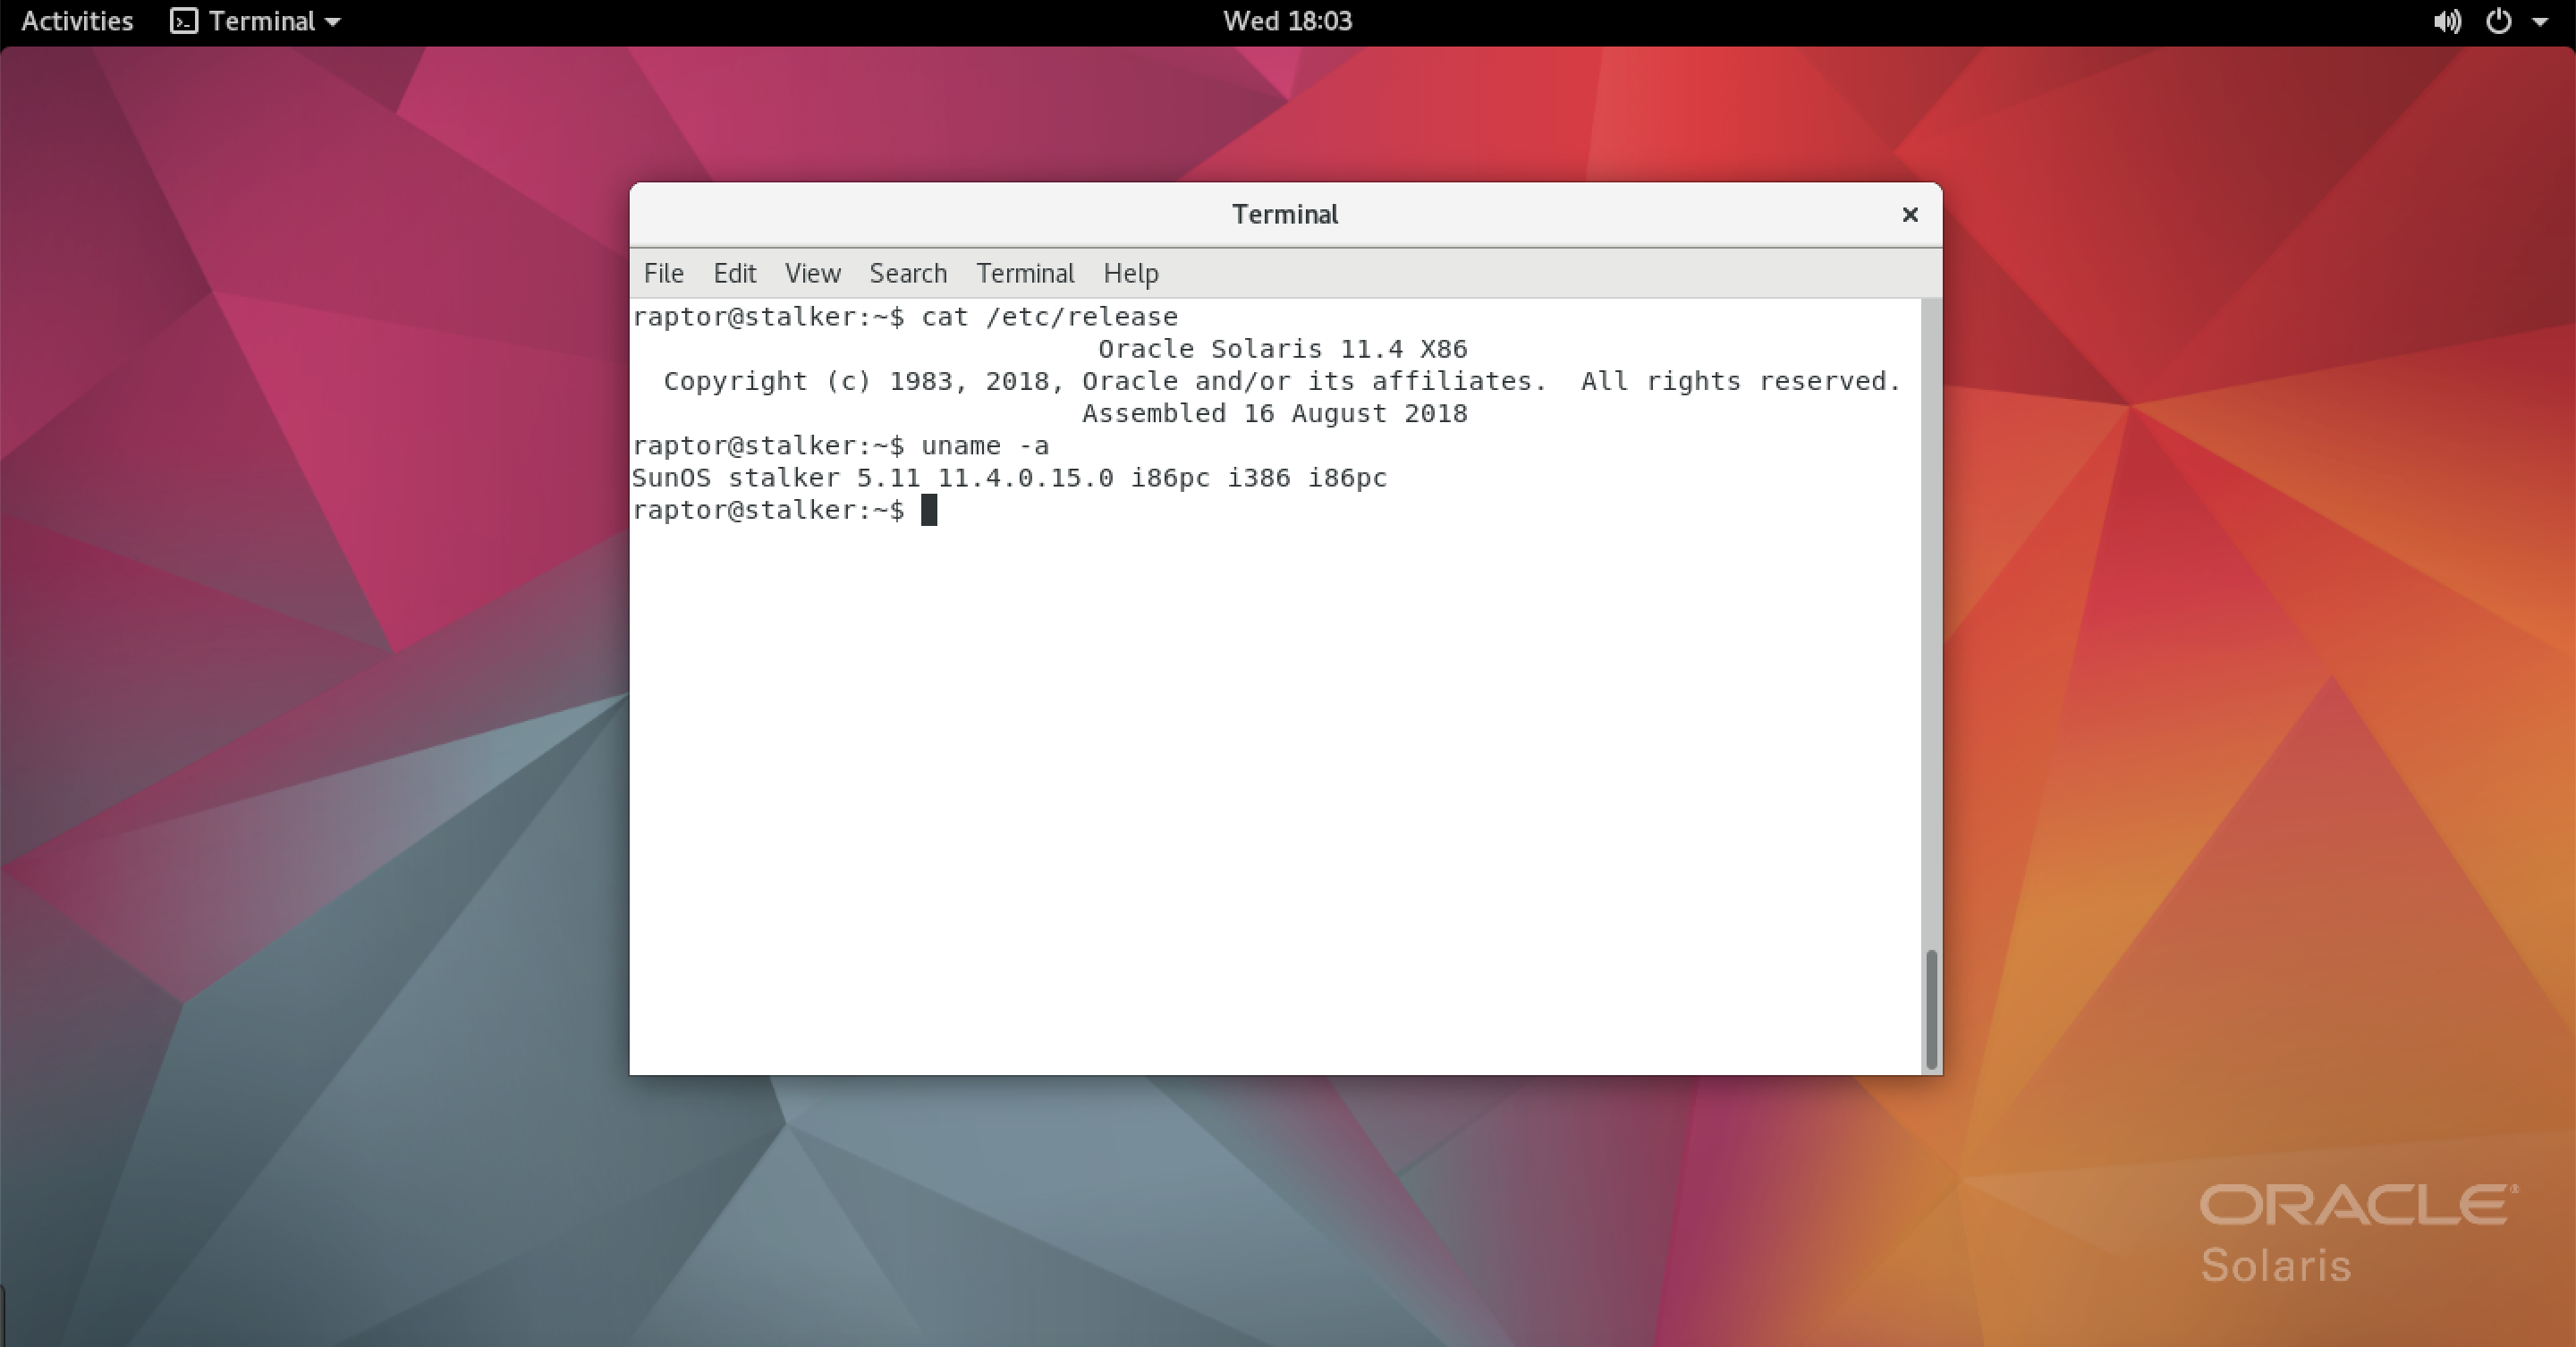 Activities Terminal Wed 18:03
Terminal
File Edit View Search Terminal Help
raptor@stalker:~$ cat /etc/release
Oracle Solaris 11.4 X86
Copyright (c) 1983, 2018, Oracle and/or its affiliates.  All rights reserved.
Assembled 16 August 2018
raptor@stalker:~$ uname -a
SunOS stalker 5.11 11.4.0.15.0 i86pc i386 i86pc
raptor@stalker:~$
ORACLE®
Solaris